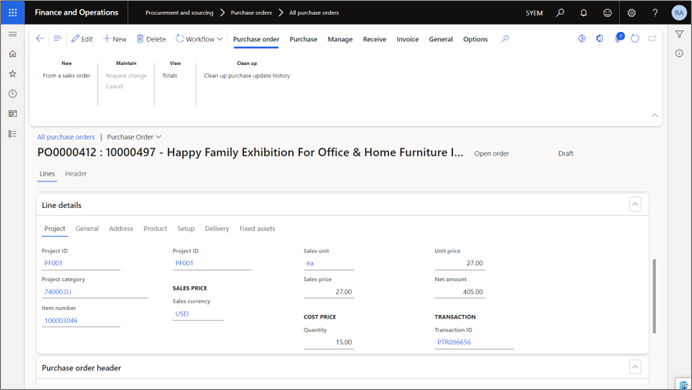 Finance and Operations
Procurement and sourcing > Purchase orders > All purchase orders
5YEM
RA
Edit
New
Delete
Workflow
Purchase order
Purchase
Manage
Receive
Invoice
General
Options
1
New
From a sales order
Maintain
Request change
Cancel
View
Totals
Clean up
Clean up purchase update history
All purchase orders | Purchase Order
PO0000412 : 10000497 - Happy Family Exhibition For Office & Home Furniture I...
Open order
Draft
Lines
Header
Line details
Project
General
Address
Product
Setup
Delivery
Fixed assets
Project ID
PF001
Project category
74000.0.i
Item number
100003046
Project ID
PF001
SALES PRICE
Sales currency
USD
Sales unit
ea
Sales price
27.00
COST PRICE
Quantity
15.00
Unit price
27.00
Net amount
405.00
TRANSACTION
Transaction ID
PTR096656
Purchase order header